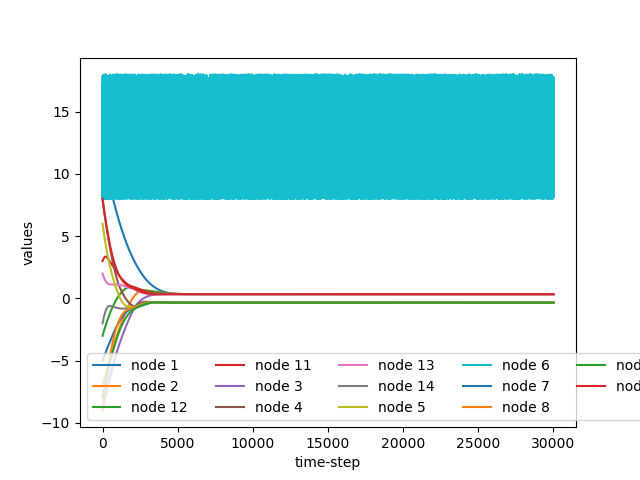 values
15
10
5
0
−5
−10
node 1
node 11
node 13
node 6
nod
node 2
node 3
node 14
node 7
no
node 12
node 4
node 5
node 8
0 5000 10000 15000 20000 25000 30000
time-step